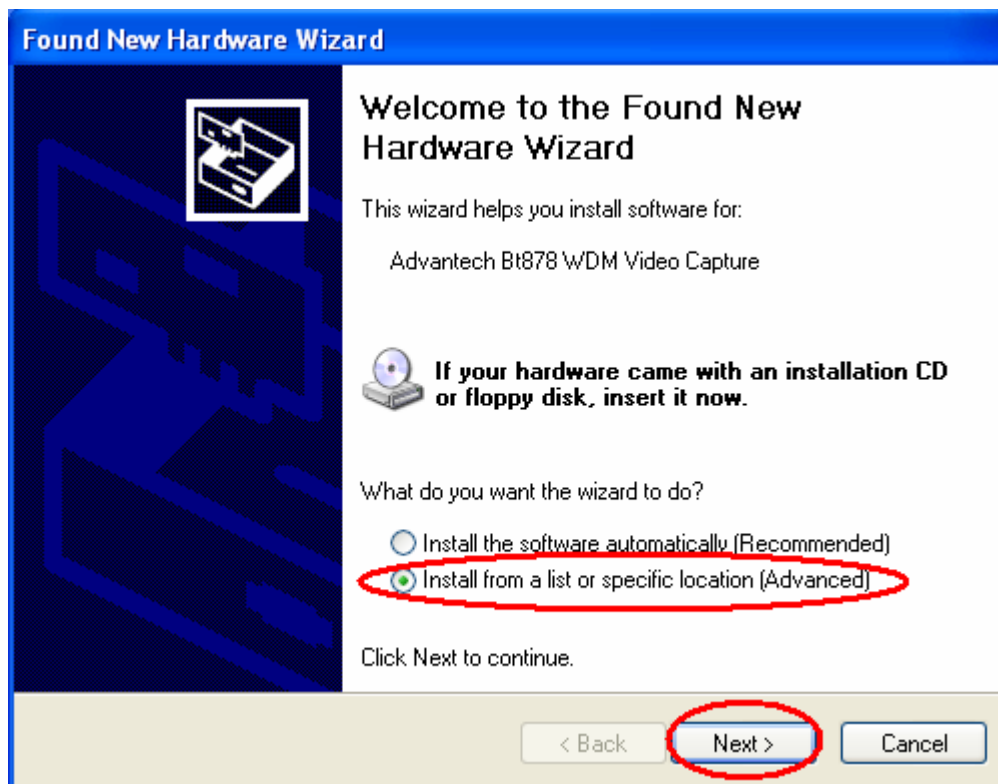 Found New Hardware Wizard
Welcome to the Found New
Hardware Wizard
This wizard helps you install software for:
Advantech Bt878 WDM Video Capture
If your hardware came with an installation CD
or floppy disk, insert it now.
What do you want the wizard to do?
Install the software automatically (Recommended)
Install from a list or specific location (Advanced)
Click Next to continue.
< Back Next > Cancel